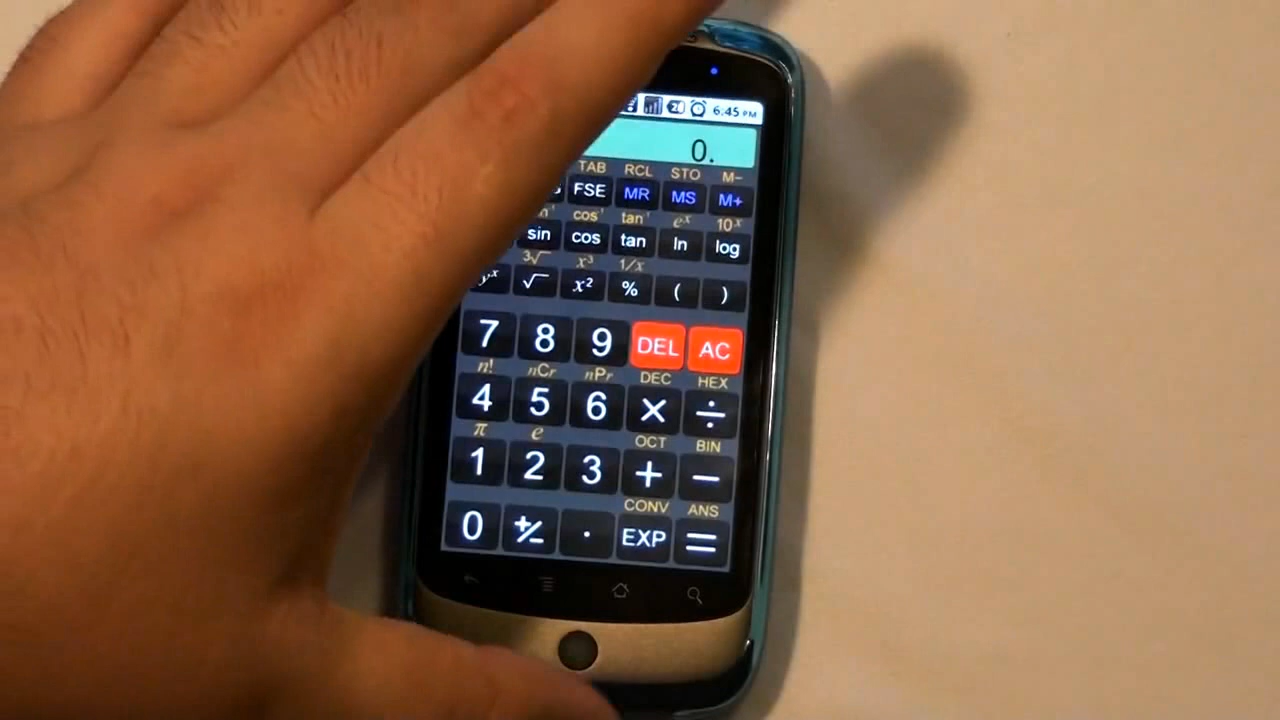 6:45 PM
0.
TAB RCL STO M−
FSE MR MS M+
cos⁻¹ tan⁻¹ eˣ 10ˣ
sin cos tan ln log
³√ x³ 1/x
yˣ √ x² % ( )
7 8 9 DEL AC
n! nCr nPr DEC HEX
4 5 6 × ÷
π e OCT BIN
1 2 3 + −
CONV ANS
0 +/− . EXP =